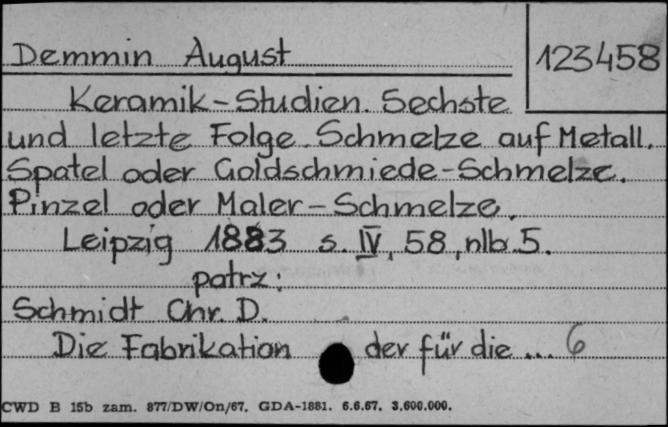 Demmin August
123458
Keramik-Studien. Sechste
und letzte Folge. Schmelze auf Metall.
Spatel oder Goldschmiede-Schmelze.
Pinzel oder Maler-Schmelze.
Leipzig 1883 s. IV, 58, nlb. 5.
patrz:
Schmidt Chr. D.
Die Fabrikation der für die ... 6
CWD B 15b zam. 877/DW/On/67. GDA-1881. 6.6.67. 3.600.000.